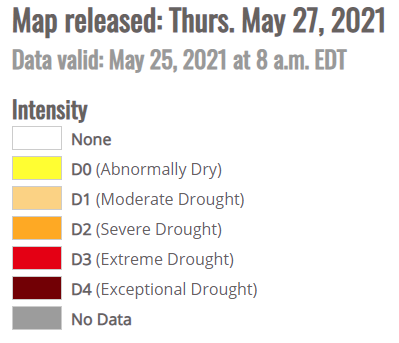 Map released: Thurs. May 27, 2021
Data valid: May 25, 2021 at 8 a.m. EDT
Intensity
None
D0 (Abnormally Dry)
D1 (Moderate Drought)
D2 (Severe Drought)
D3 (Extreme Drought)
D4 (Exceptional Drought)
No Data